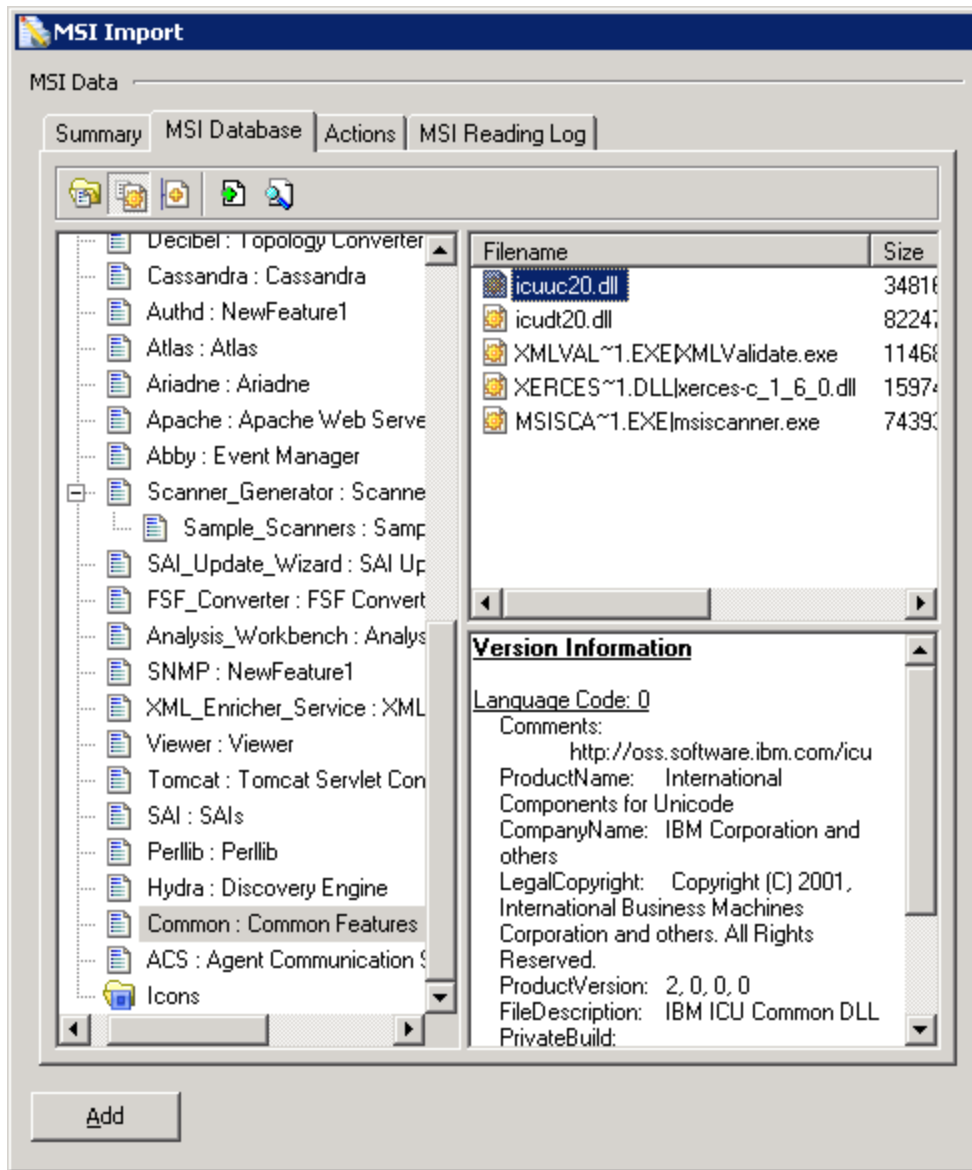 MSI Import
MSI Data
Summary
MSI Database
Actions
MSI Reading Log
Decibel : Topology Converter
Cassandra : Cassandra
Authd : NewFeature1
Atlas : Atlas
Ariadne : Ariadne
Apache : Apache Web Serve
Abby : Event Manager
Scanner_Generator : Scanne
Sample_Scanners : Samp
SAI_Update_Wizard : SAI Up
FSF_Converter : FSF Convert
Analysis_Workbench : Analys
SNMP : NewFeature1
XML_Enricher_Service : XML
Viewer : Viewer
Tomcat : Tomcat Servlet Con
SAI : SAIs
Perllib : Perllib
Hydra : Discovery Engine
Common : Common Features
ACS : Agent Communication S
Icons
Filename Size
icuuc20.dll 34816
icudt20.dll 82247
XMLVAL~1.EXE|XMLValidate.exe 11468
XERCES~1.DLL|xerces-c_1_6_0.dll 15974
MSISCA~1.EXE|msiscanner.exe 74393
Version Information
Language Code: 0
Comments:
http://oss.software.ibm.com/icu
ProductName: International
Components for Unicode
CompanyName: IBM Corporation and
others
LegalCopyright: Copyright (C) 2001,
International Business Machines
Corporation and others. All Rights
Reserved.
ProductVersion: 2, 0, 0, 0
FileDescription: IBM ICU Common DLL
PrivateBuild:
Add